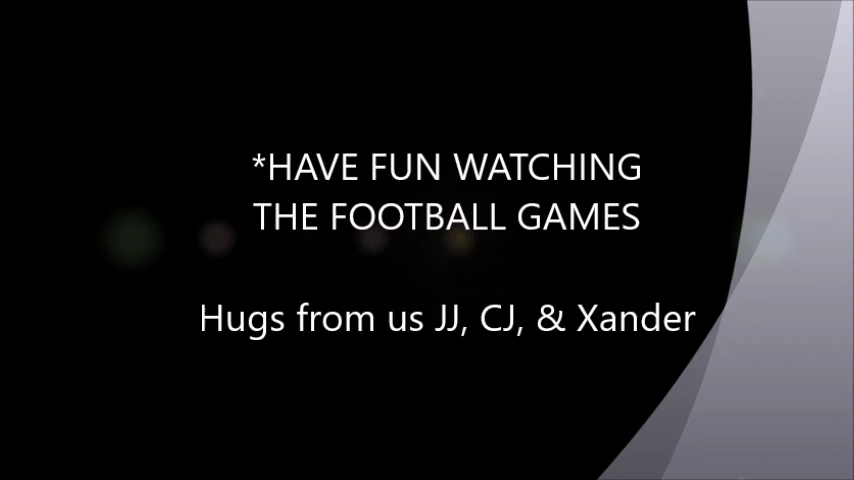 *HAVE FUN WATCHING
THE FOOTBALL GAMES
Hugs from us JJ, CJ, & Xander